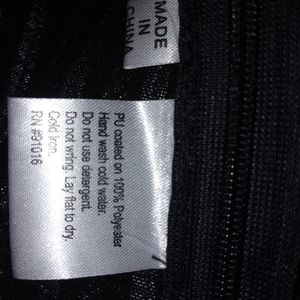 MADE
IN
CHINA
PU coated on 100% Polyester
Hand wash cold water.
Do not use detergent.
Do not wring. Lay flat to dry.
Cold iron.
RN #91016